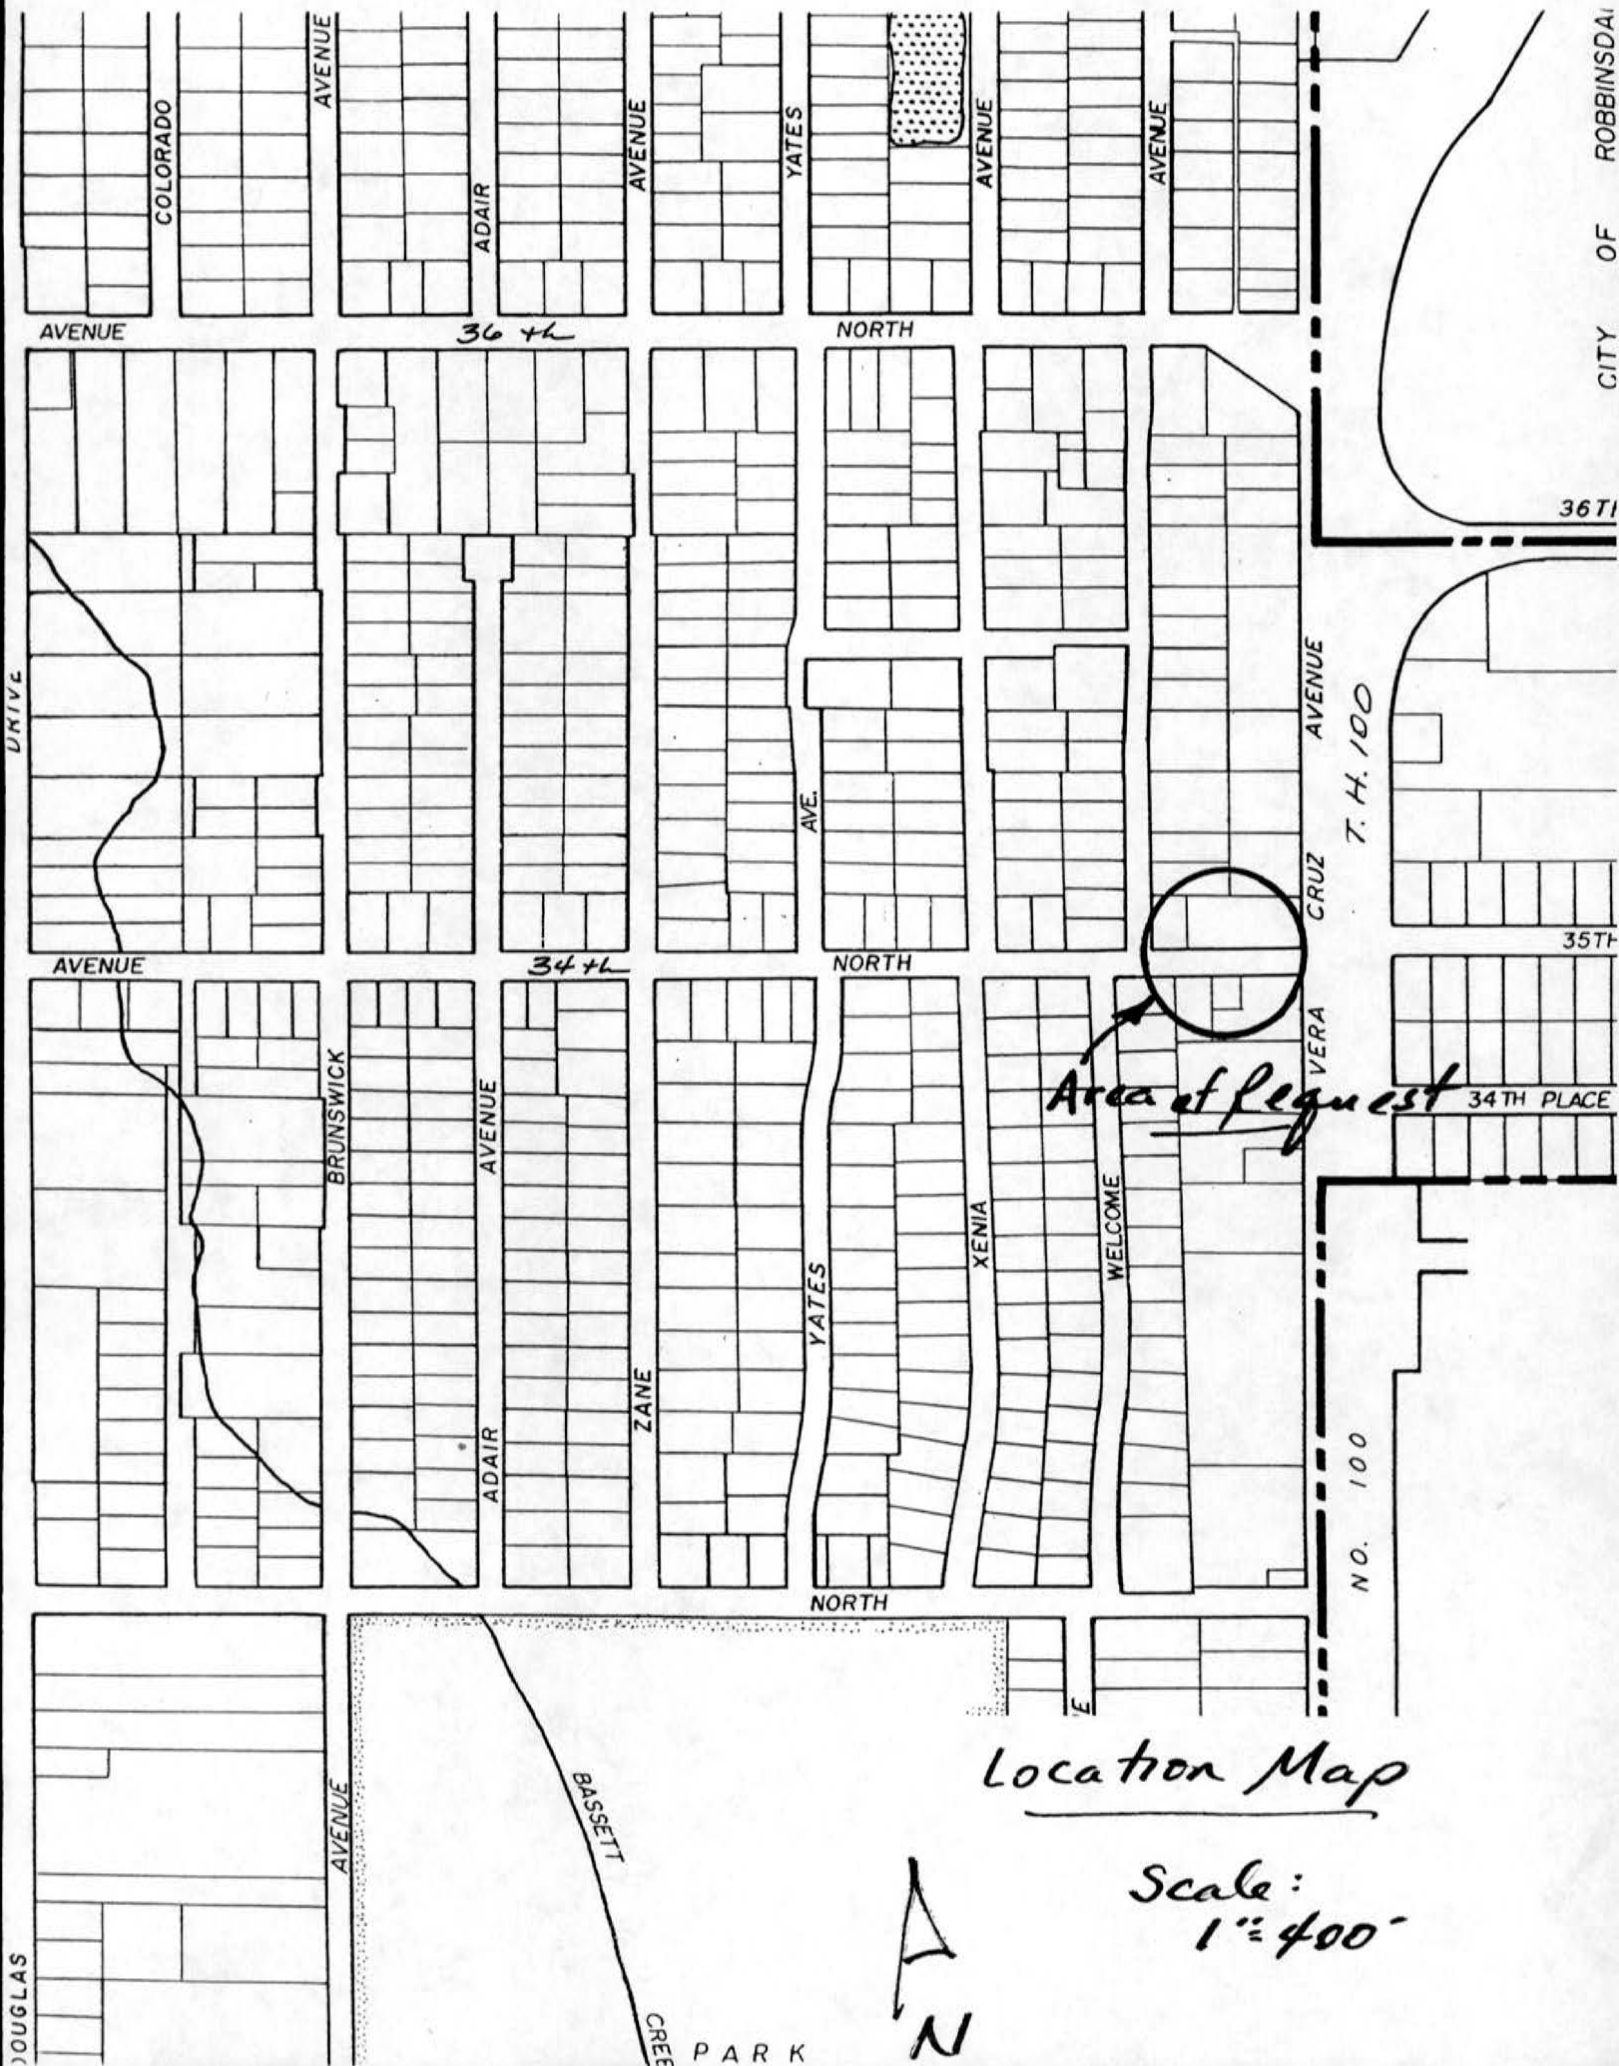 AVENUE
COLORADO
ADAIR
AVENUE
YATES
AVENUE
AVENUE
CITY OF ROBBINSDA
AVENUE
36 th
NORTH
36TH
DRIVE
AVE.
AVENUE
T. H. 100
CRUZ
VERA
35TH
AVENUE
34 th
NORTH
Area of Request
34TH PLACE
BRUNSWICK
AVENUE
XENIA
WELCOME
YATES
ZANE
ADAIR
NO. 100
NORTH
E
Location Map
BASSETT
AVENUE
Scale:
1"=400'
DOUGLAS
CREE
PARK
N